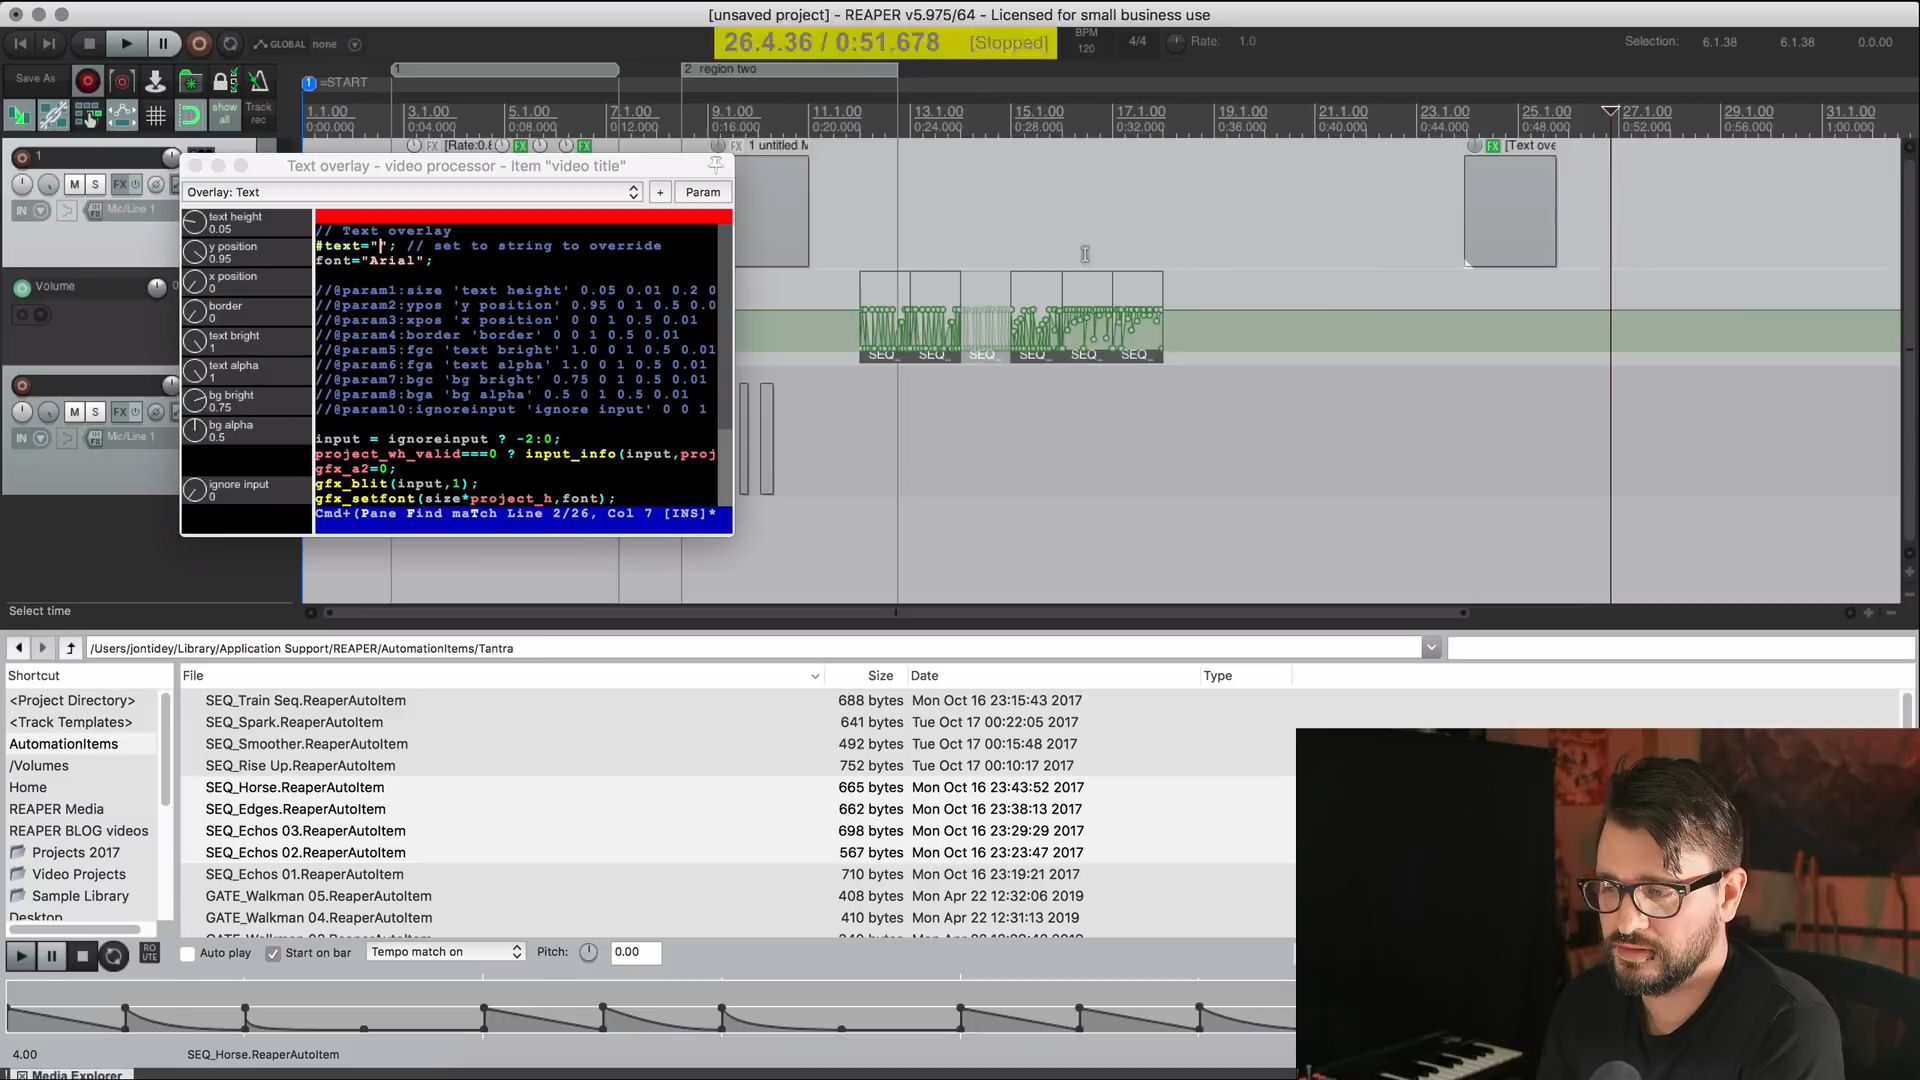 [unsaved project] - REAPER v5.975/64 - Licensed for small business use
GLOBAL none
26.4.36 / 0:51.678 [Stopped]
BPM
120
4/4
Rate: 1.0
Selection: 6.1.38 6.1.38 0.0.00
Save As
1
2 region two
1 =START
show
all
Track
rec
1.1.00 3.1.00 5.1.00 7.1.00 9.1.00 11.1.00 13.1.00 15.1.00 17.1.00 19.1.00 21.1.00 23.1.00 25.1.00 27.1.00 29.1.00 31.1.00
0:00.000 0:04.000 0:08.000 0:12.000 0:16.000 0:20.000 0:24.000 0:28.000 0:32.000 0:36.000 0:40.000 0:44.000 0:48.000 0:52.000 0:56.000 1:00.000
1
FX [Rate:0.8 FX FX FX 1 untitled M FX [Text ove
M S FX
IN Mic/Line 1
Volume
M S FX
IN Mic/Line 1
SEQ_ SEQ_ SEQ_ SEQ_ SEQ_ SEQ_
Text overlay - video processor - Item "video title"
Overlay: Text
+
Param
text height
0.05
y position
0.95
x position
0
border
0
text bright
1
text alpha
1
bg bright
0.75
bg alpha
0.5
ignore input
0
// Text overlay
#text=""; // set to string to override
font="Arial";
//@param1:size 'text height' 0.05 0.01 0.2 0
//@param2:ypos 'y position' 0.95 0 1 0.5 0.0
//@param3:xpos 'x position' 0 0 1 0.5 0.01
//@param4:border 'border' 0 0 1 0.5 0.01
//@param5:fgc 'text bright' 1.0 0 1 0.5 0.01
//@param6:fga 'text alpha' 1.0 0 1 0.5 0.01
//@param7:bgc 'bg bright' 0.75 0 1 0.5 0.01
//@param8:bga 'bg alpha' 0.5 0 1 0.5 0.01
//@param10:ignoreinput 'ignore input' 0 0 1
input = ignoreinput ? -2:0;
project_wh_valid===0 ? input_info(input,proj
gfx_a2=0;
gfx_blit(input,1);
gfx_setfont(size*project_h,font);
Cmd+(Pane Find maTch Line 2/26, Col 7 [INS]*
Select time
/Users/jontidey/Library/Application Support/REAPER/AutomationItems/Tantra
Shortcut
<Project Directory>
<Track Templates>
AutomationItems
/Volumes
Home
REAPER Media
REAPER BLOG videos
Projects 2017
Video Projects
Sample Library
Desktop
File Size Date Type
SEQ_Train Seq.ReaperAutoItem 688 bytes Mon Oct 16 23:15:43 2017
SEQ_Spark.ReaperAutoItem 641 bytes Tue Oct 17 00:22:05 2017
SEQ_Smoother.ReaperAutoItem 492 bytes Tue Oct 17 00:15:48 2017
SEQ_Rise Up.ReaperAutoItem 752 bytes Tue Oct 17 00:10:17 2017
SEQ_Horse.ReaperAutoItem 665 bytes Mon Oct 16 23:43:52 2017
SEQ_Edges.ReaperAutoItem 662 bytes Mon Oct 16 23:38:13 2017
SEQ_Echos 03.ReaperAutoItem 698 bytes Mon Oct 16 23:29:29 2017
SEQ_Echos 02.ReaperAutoItem 567 bytes Mon Oct 16 23:23:47 2017
SEQ_Echos 01.ReaperAutoItem 710 bytes Mon Oct 16 23:19:21 2017
GATE_Walkman 05.ReaperAutoItem 408 bytes Mon Apr 22 12:32:06 2019
GATE_Walkman 04.ReaperAutoItem 410 bytes Mon Apr 22 12:31:13 2019
RO
UTE
Auto play
Start on bar
Tempo match on
Pitch: 0.00
4.00
SEQ_Horse.ReaperAutoItem
Media Explorer